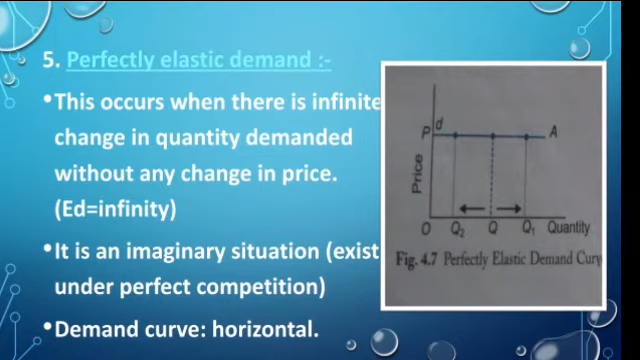 5. Perfectly elastic demand :-
•This occurs when there is infinite
change in quantity demanded
without any change in price.
(Ed=infinity)
•It is an imaginary situation (exist
under perfect competition)
•Demand curve: horizontal.
P d A
Price
O Q₂ Q Q₁ Quantity
Fig. 4.7 Perfectly Elastic Demand Curv